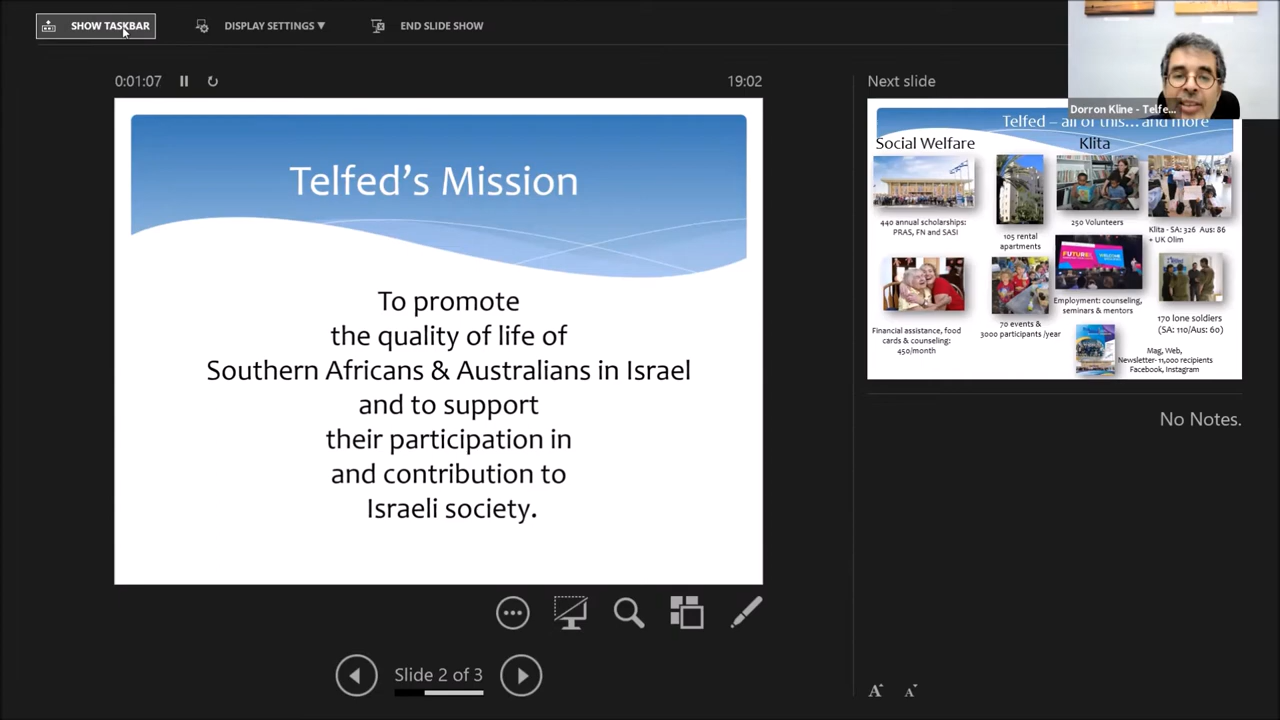 SHOW TASKBAR
DISPLAY SETTINGS ▼
END SLIDE SHOW
Dorron Kline - Telfe...
0:01:07
19:02
Telfed's Mission
To promote
the quality of life of
Southern Africans & Australians in Israel
and to support
their participation in
and contribution to
Israeli society.
Slide 2 of 3
Next slide
Telfed – all of this... and more
Social Welfare
Klita
440 annual scholarships:
PRAS, FN and SASI
105 rental
apartments
250 Volunteers
Klita - SA: 326 Aus: 86
+ UK Olim
FUTURE
WELCOME
Financial assistance, food
cards & counseling:
450/month
70 events &
3000 participants /year
Employment: counseling,
seminars & mentors
170 lone soldiers
(SA: 110/Aus: 60)
Mag, Web,
Newsletter- 11,000 recipients
Facebook, Instagram
No Notes.
A A